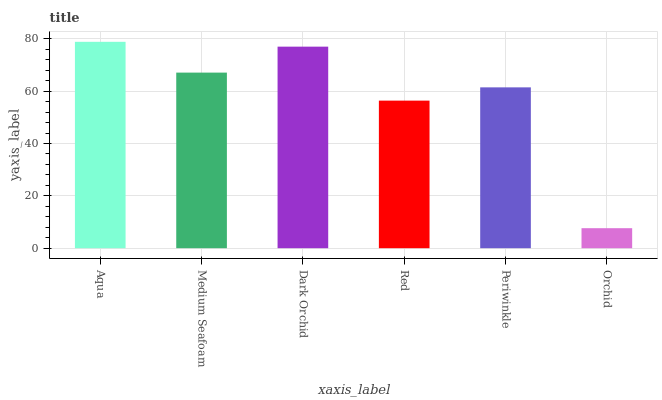 title
80
60
40
20
0
yaxis_label
Aqua
Medium Seafoam
Dark Orchid
Red
Periwinkle
Orchid
xaxis_label